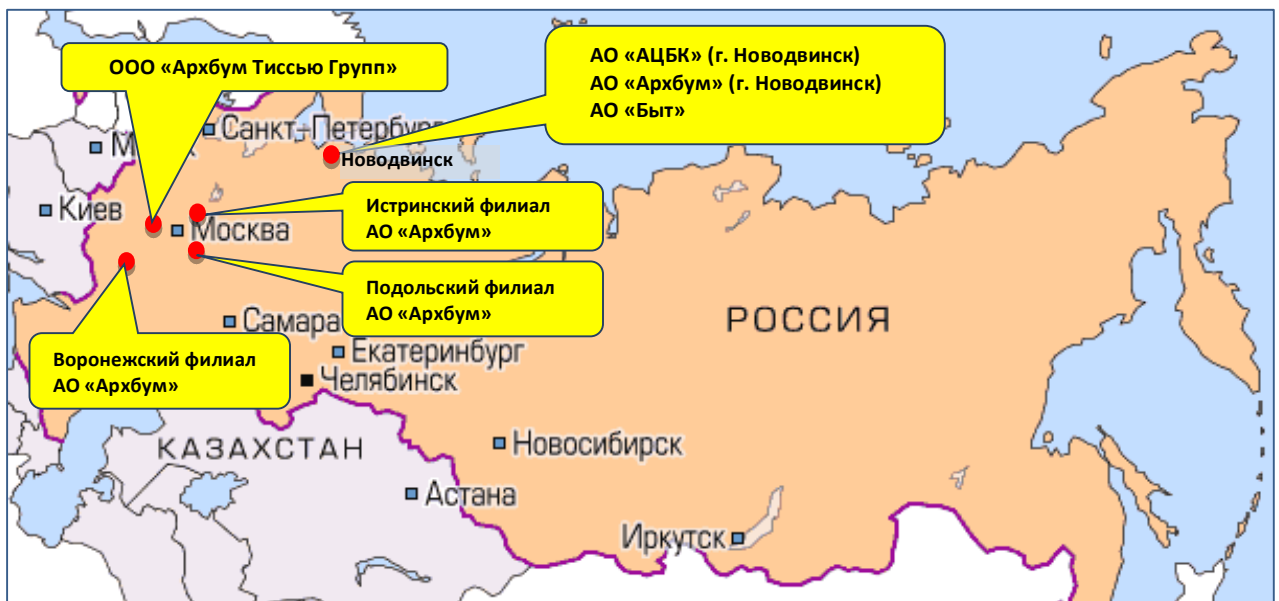 ООО «Архбум Тиссью Групп»
АО «АЦБК» (г. Новодвинск)
АО «Архбум» (г. Новодвинск)
АО «Быт»
Санкт-Петербург
Новодвинск
Киев
Истринский филиал
АО «Архбум»
Москва
Подольский филиал
АО «Архбум»
Самара
РОССИЯ
Воронежский филиал
АО «Архбум»
Екатеринбург
Челябинск
КАЗАХСТАН
Новосибирск
Астана
Иркутск